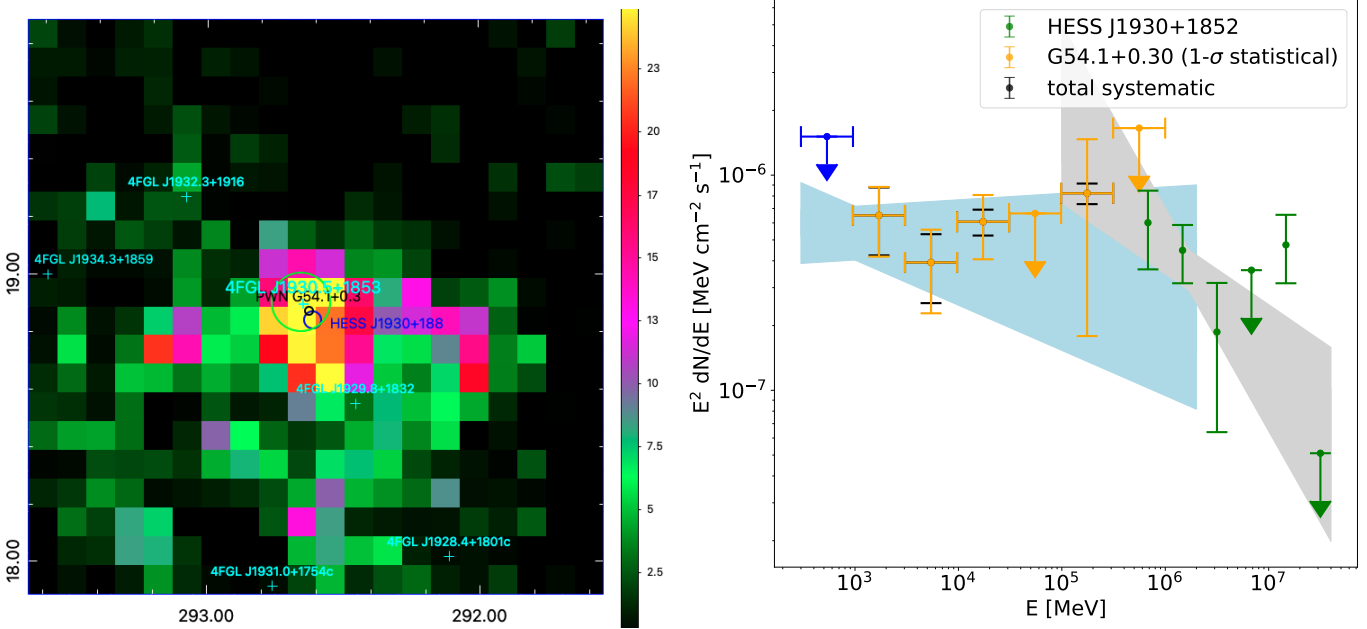 4FGL J1932.3+1916
4FGL J1934.3+1859
4FGL J1930.5+1853
PWN G54.1+0.3
HESS J1930+188
4FGL J1929.8+1832
4FGL J1928.4+1801c
4FGL J1931.0+1754c
19.00
18.00
293.00
292.00
23
20
17
15
13
10
7.5
5
2.5
HESS J1930+1852
G54.1+0.30 (1-σ statistical)
total systematic
E² dN/dE [MeV cm⁻² s⁻¹]
10⁻⁶
10⁻⁷
10³
10⁴
10⁵
10⁶
10⁷
E [MeV]